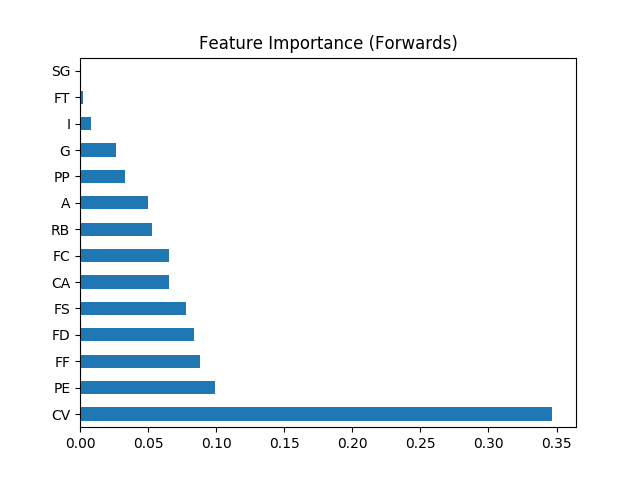 Feature Importance (Forwards)
SG
FT
I
G
PP
A
RB
FC
CA
FS
FD
FF
PE
CV
0.00 0.05 0.10 0.15 0.20 0.25 0.30 0.35